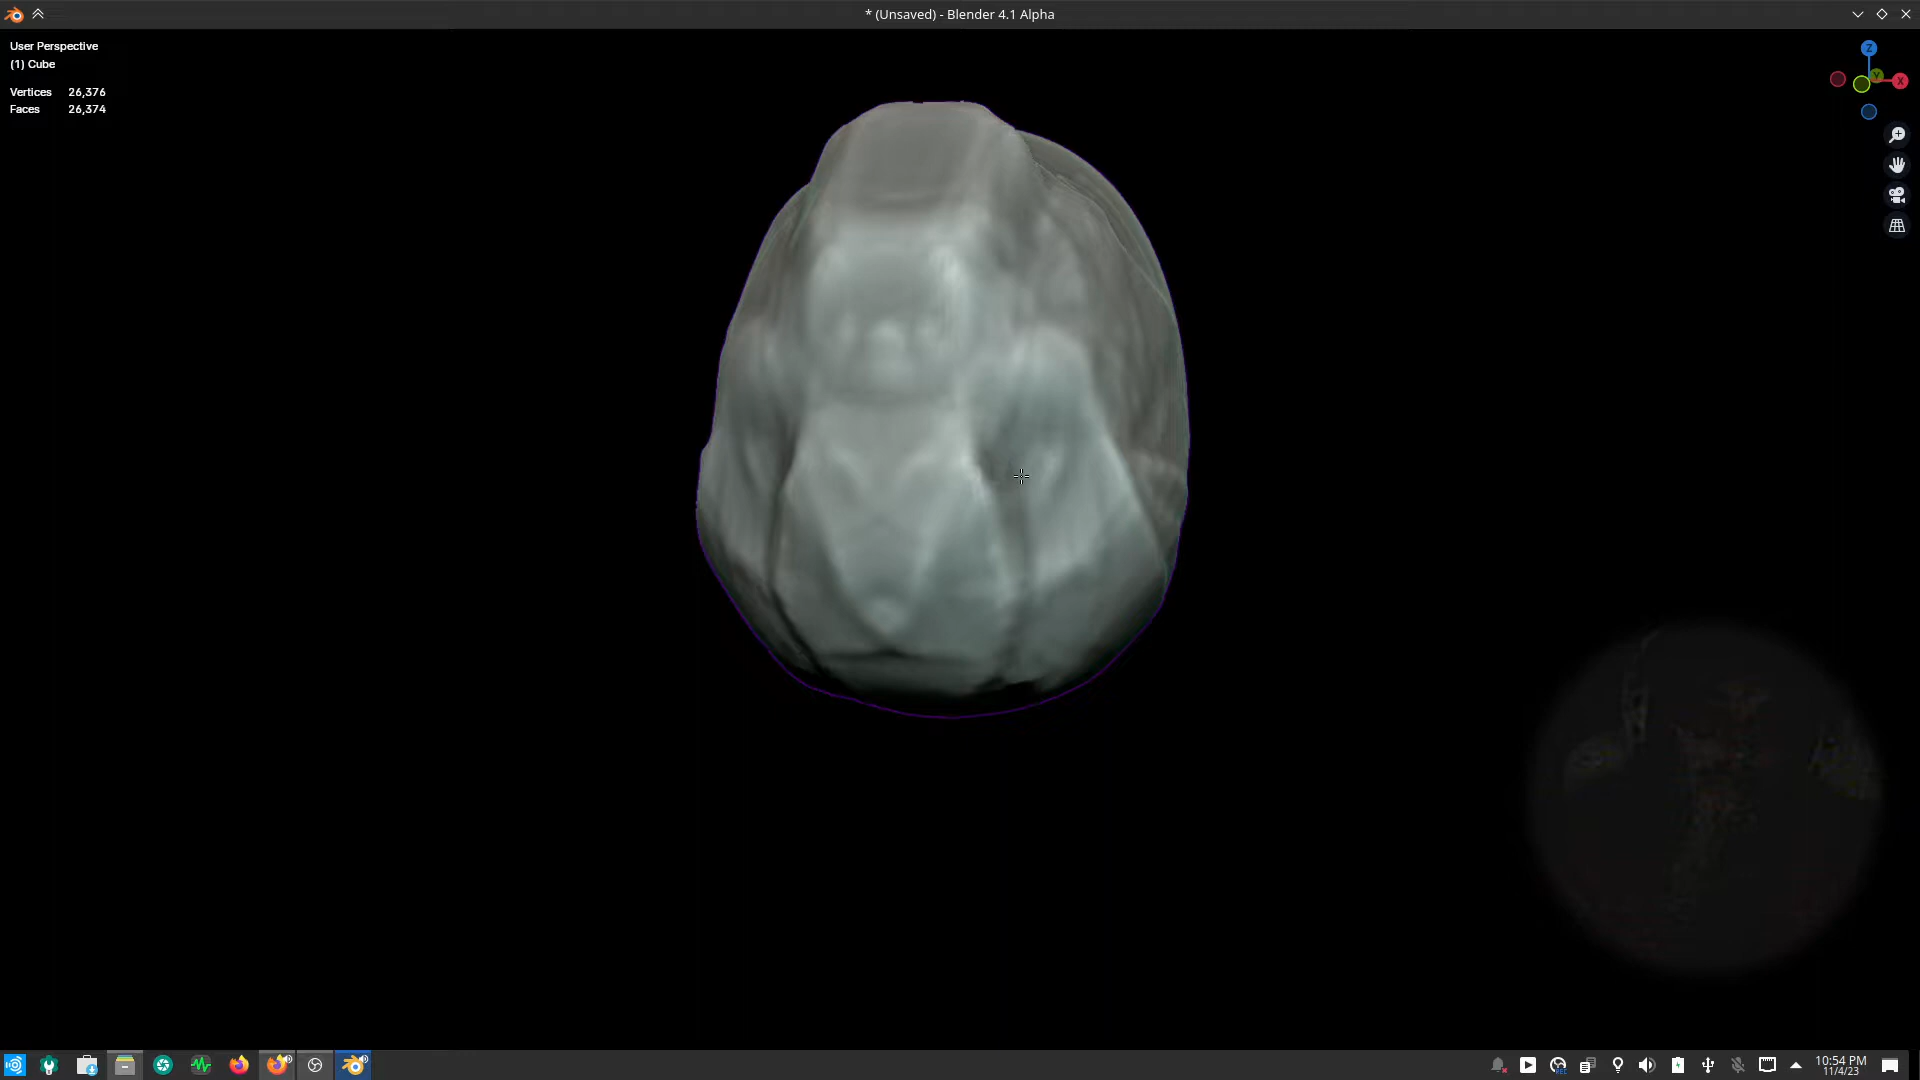 * (Unsaved) - Blender 4.1 Alpha
User Perspective
(1) Cube
Vertices 26,376
Faces 26,374
Z
Y
X
REC
10:54 PM
11/4/23